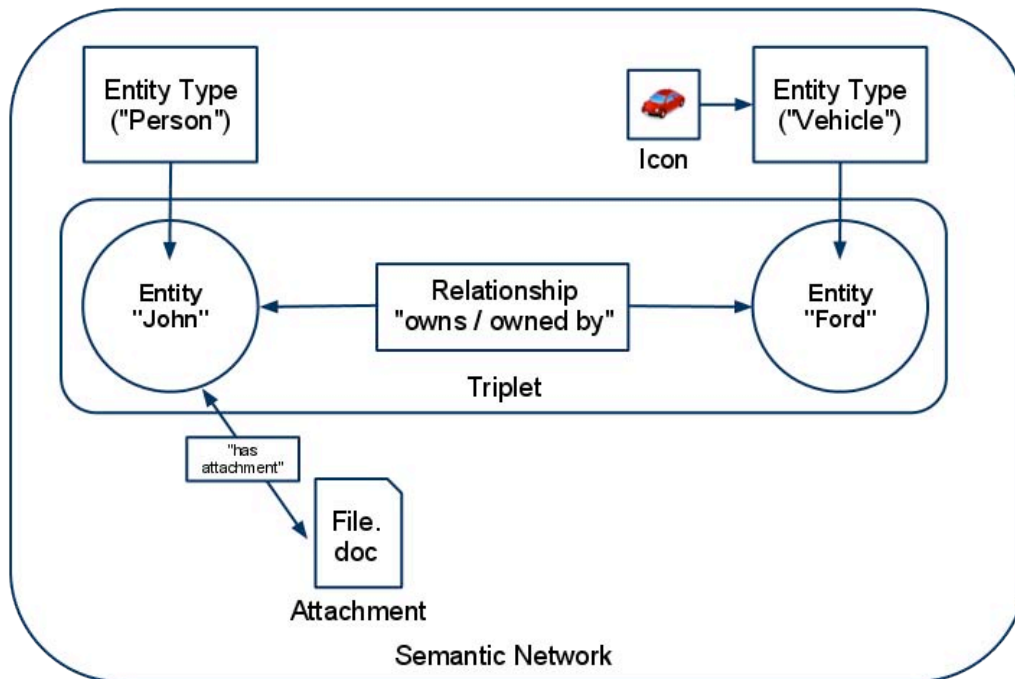 Entity Type
("Person")
Icon
Entity Type
("Vehicle")
Entity
"John"
Relationship
"owns / owned by"
Entity
"Ford"
Triplet
"has
attachment"
File.
doc
Attachment
Semantic Network